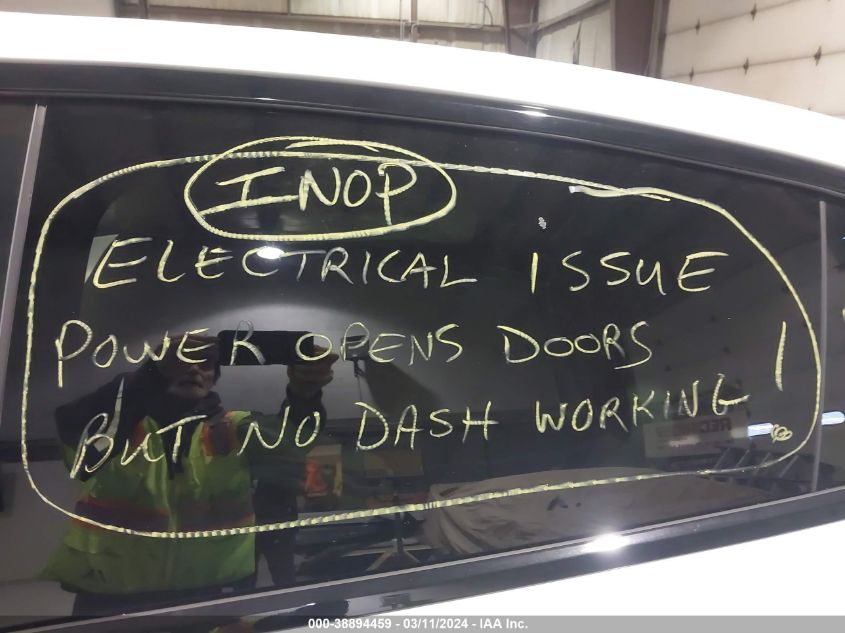 INOP
ELECTRICAL ISSUE
POWER OPENS DOORS
BUT NO DASH WORKING !
000-38894459 - 03/11/2024 - IAA Inc.